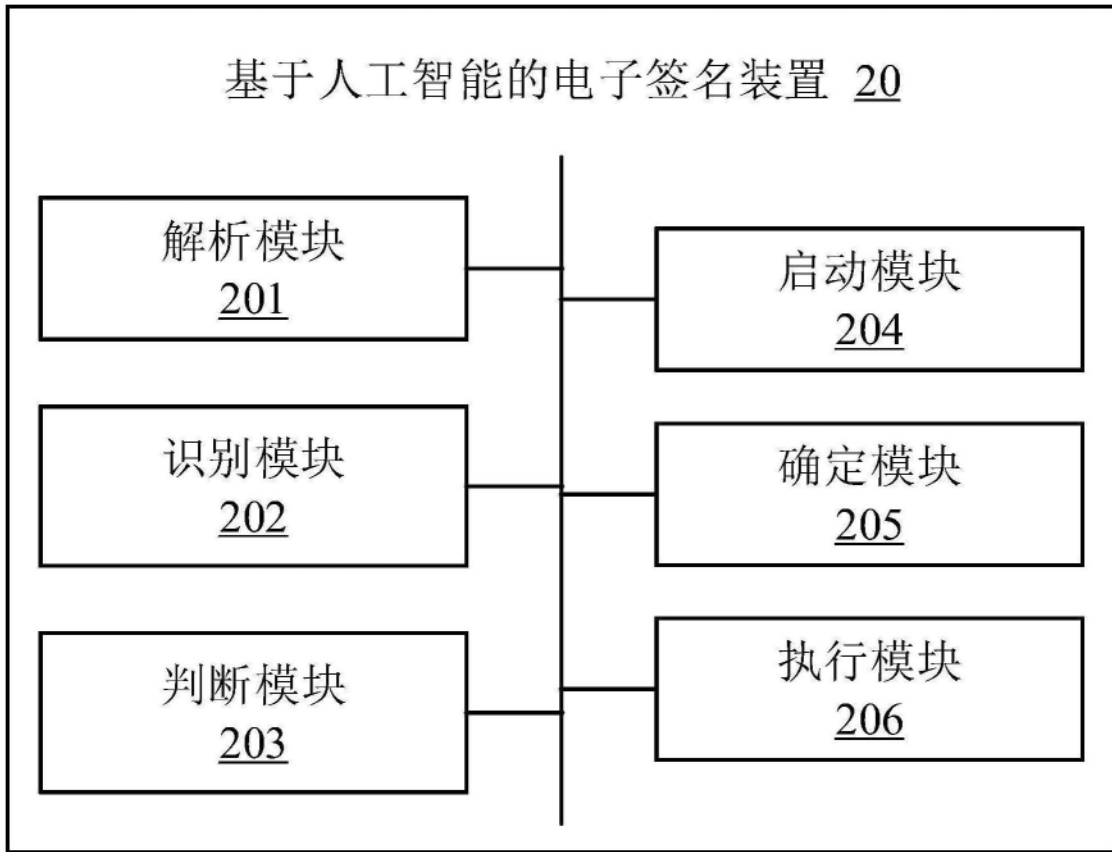 基于人工智能的电子签名装置 20
解析模块
201
识别模块
202
判断模块
203
启动模块
204
确定模块
205
执行模块
206